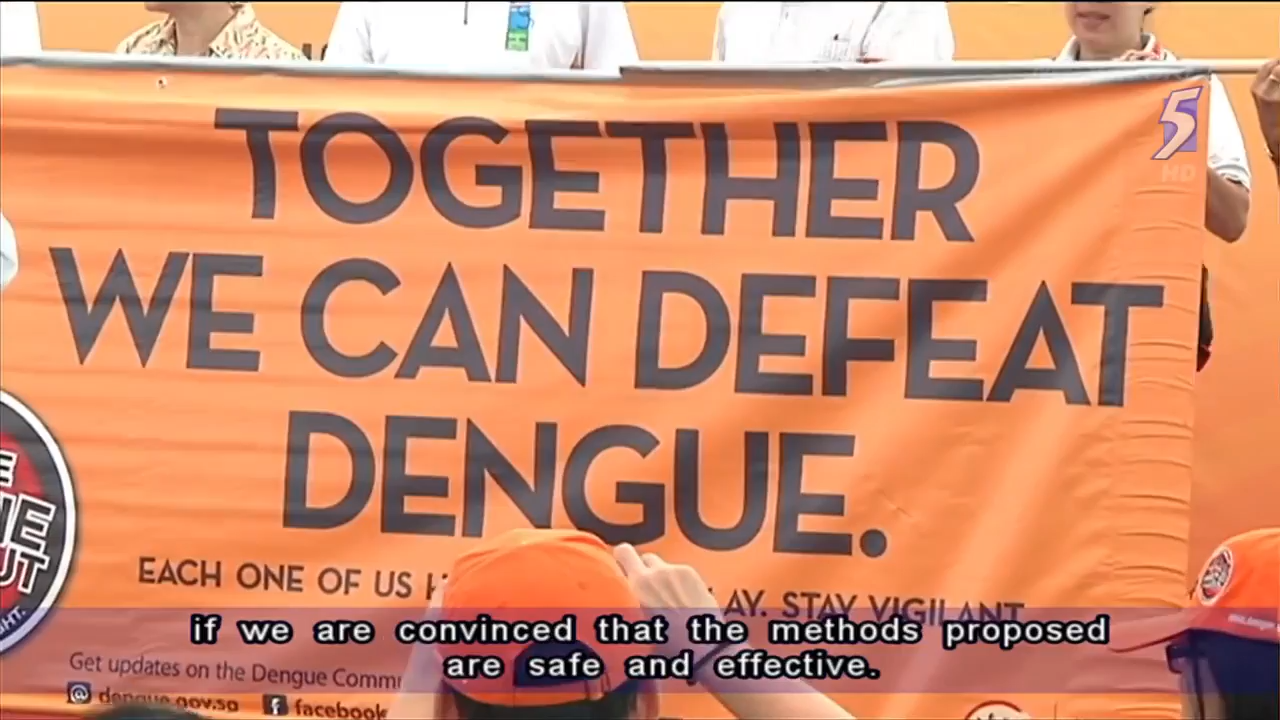 5
HD
TOGETHER
WE CAN DEFEAT
DENGUE.
EACH ONE OF US
AY. STAY VIGILANT
if we are convinced that the methods proposed
are safe and effective.
Get updates on the Dengue
dengue.gov.sg facebook